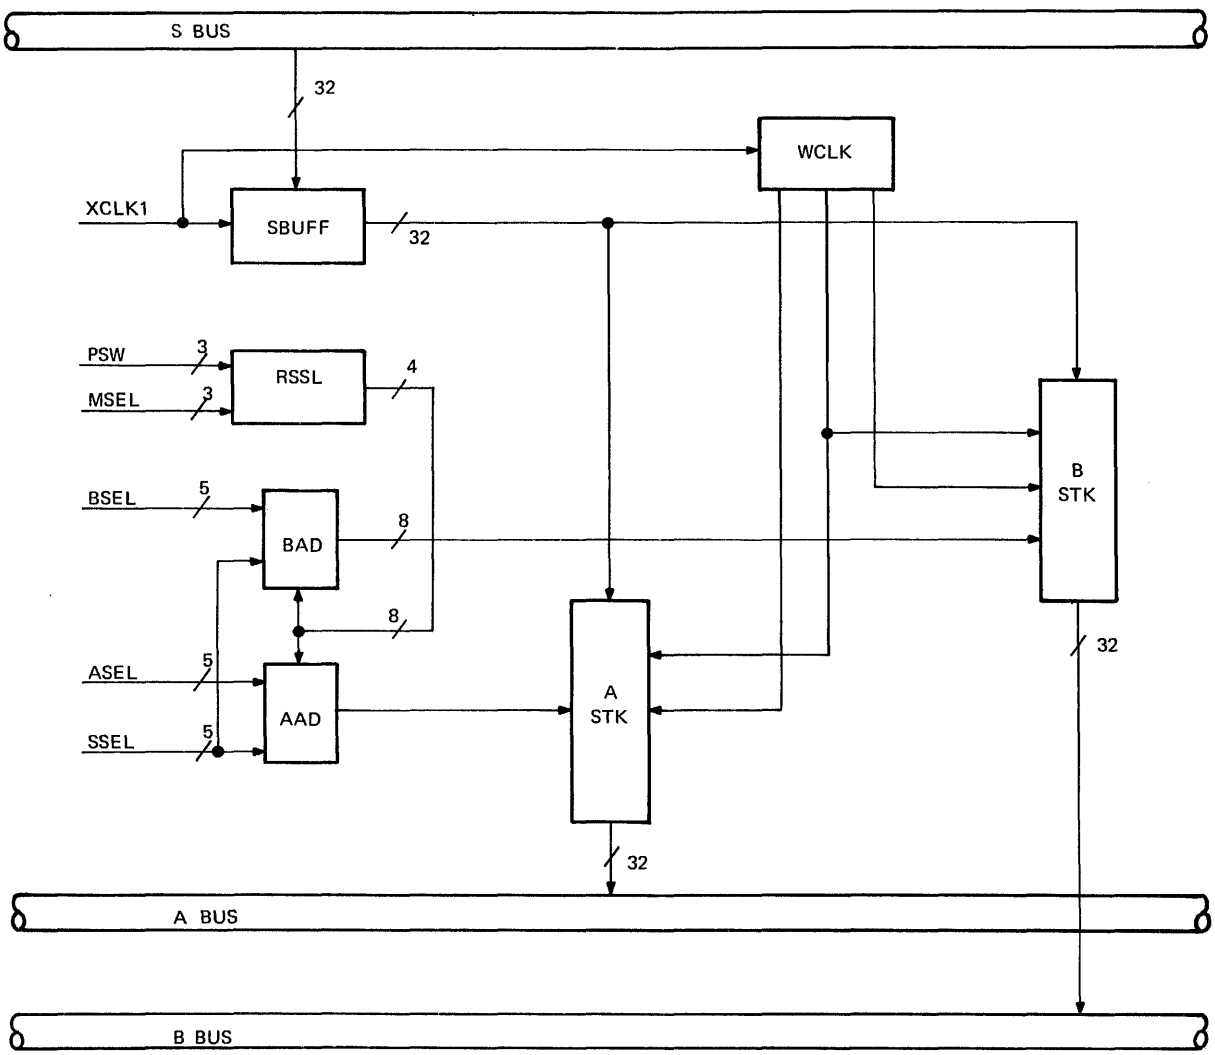 S BUS
32
WCLK
XCLK1
SBUFF
32
PSW
3
RSSL
4
MSEL
3
BSEL
5
BAD
8
B
STK
8
32
ASEL
5
AAD
A
STK
SSEL
5
32
A BUS
B BUS